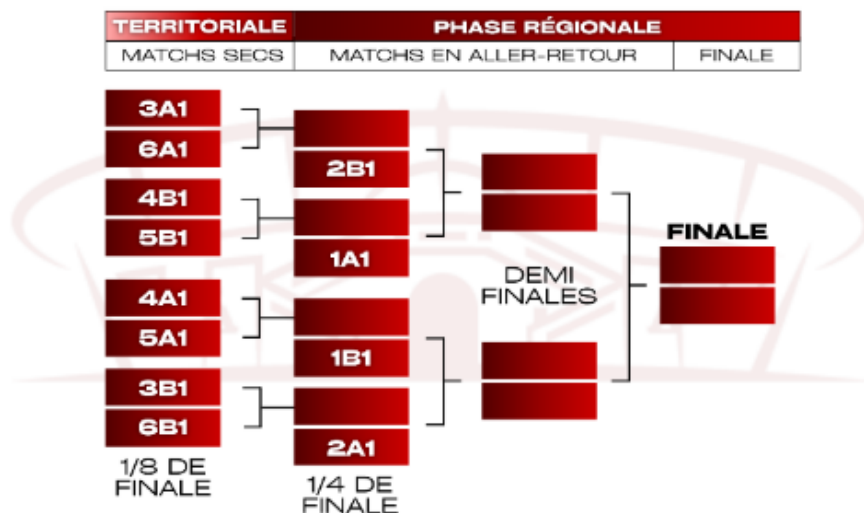 TERRITORIALE
PHASE RÉGIONALE
MATCHS SECS
MATCHS EN ALLER-RETOUR
FINALE
3A1
6A1
4B1
5B1
4A1
5A1
3B1
6B1
1/8 DE
FINALE
2B1
1A1
1B1
2A1
1/4 DE
FINALE
DEMI
FINALES
FINALE